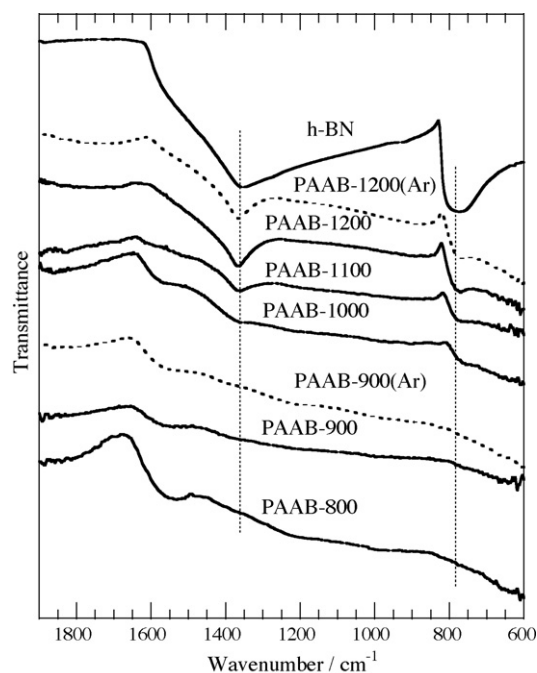 h-BN
PAAB-1200(Ar)
PAAB-1200
PAAB-1100
PAAB-1000
PAAB-900(Ar)
PAAB-900
PAAB-800
Transmittance
1800 1600 1400 1200 1000 800 600
Wavenumber / cm⁻¹